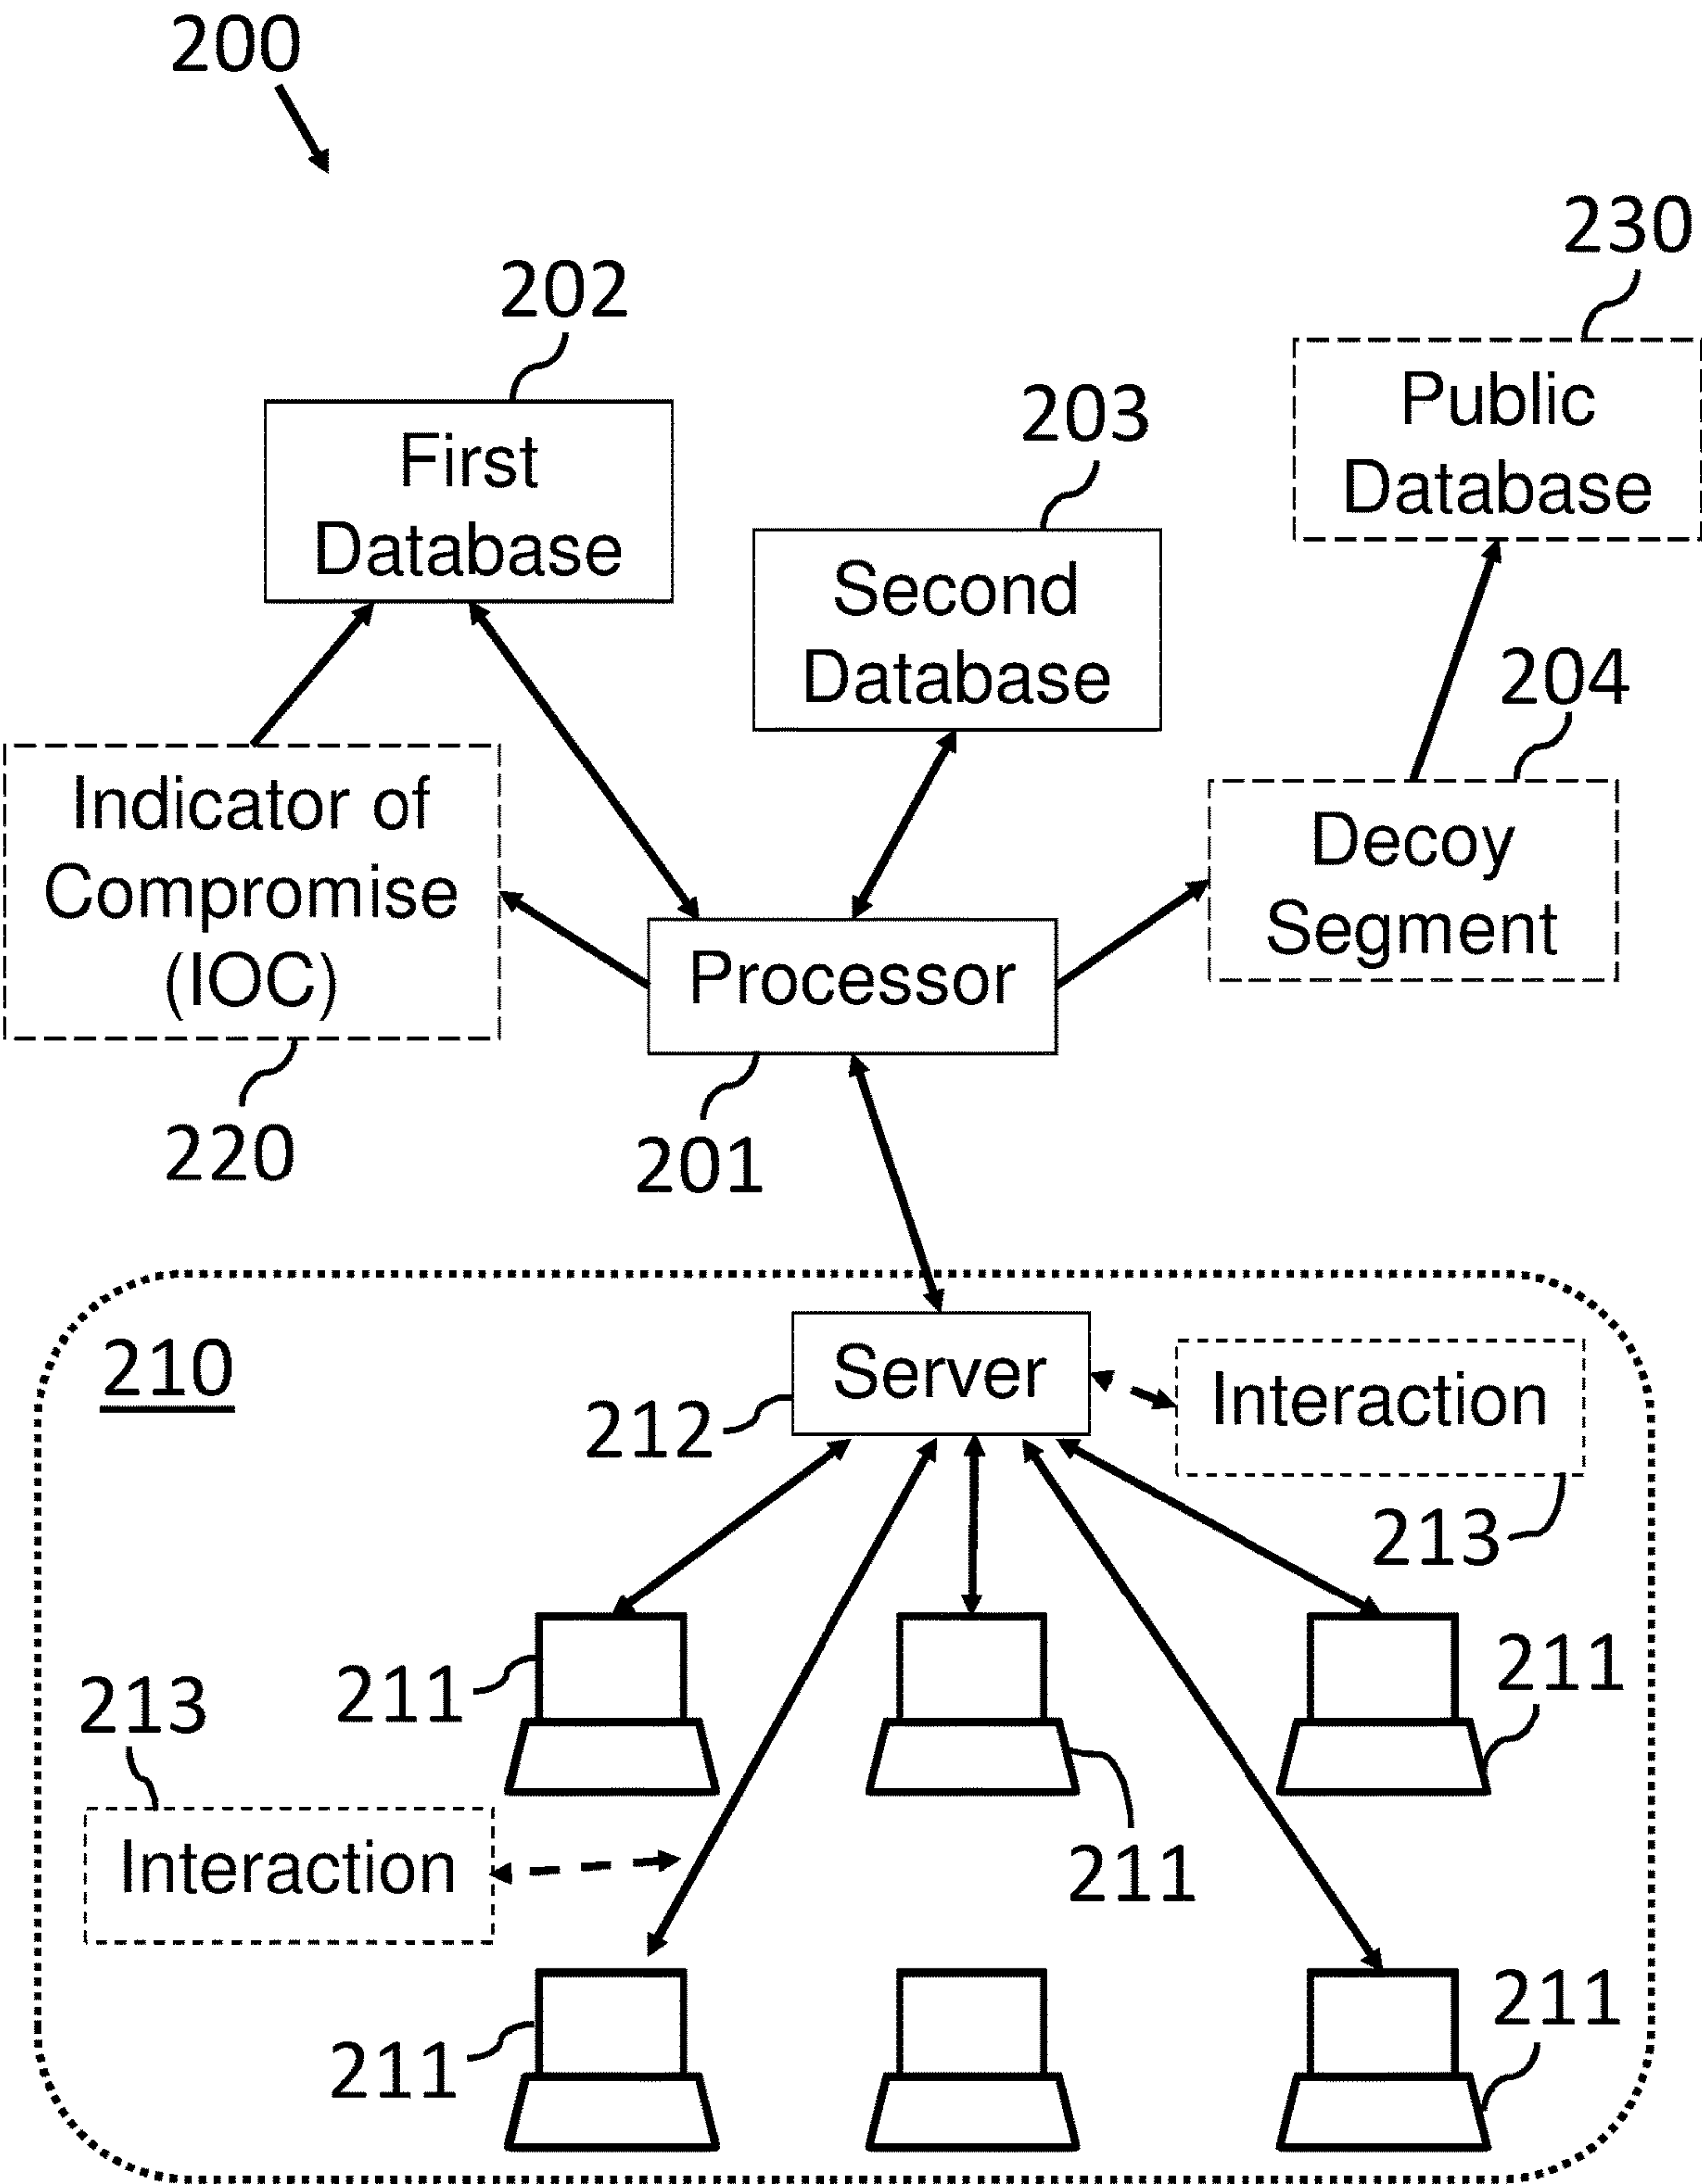 200
230
202
Public
Database
203
First
Database
Second
Database
204
Indicator of
Compromise
(IOC)
Decoy
Segment
Processor
220
201
210
Server
Interaction
212
213
211
211
213
211
Interaction
211
211